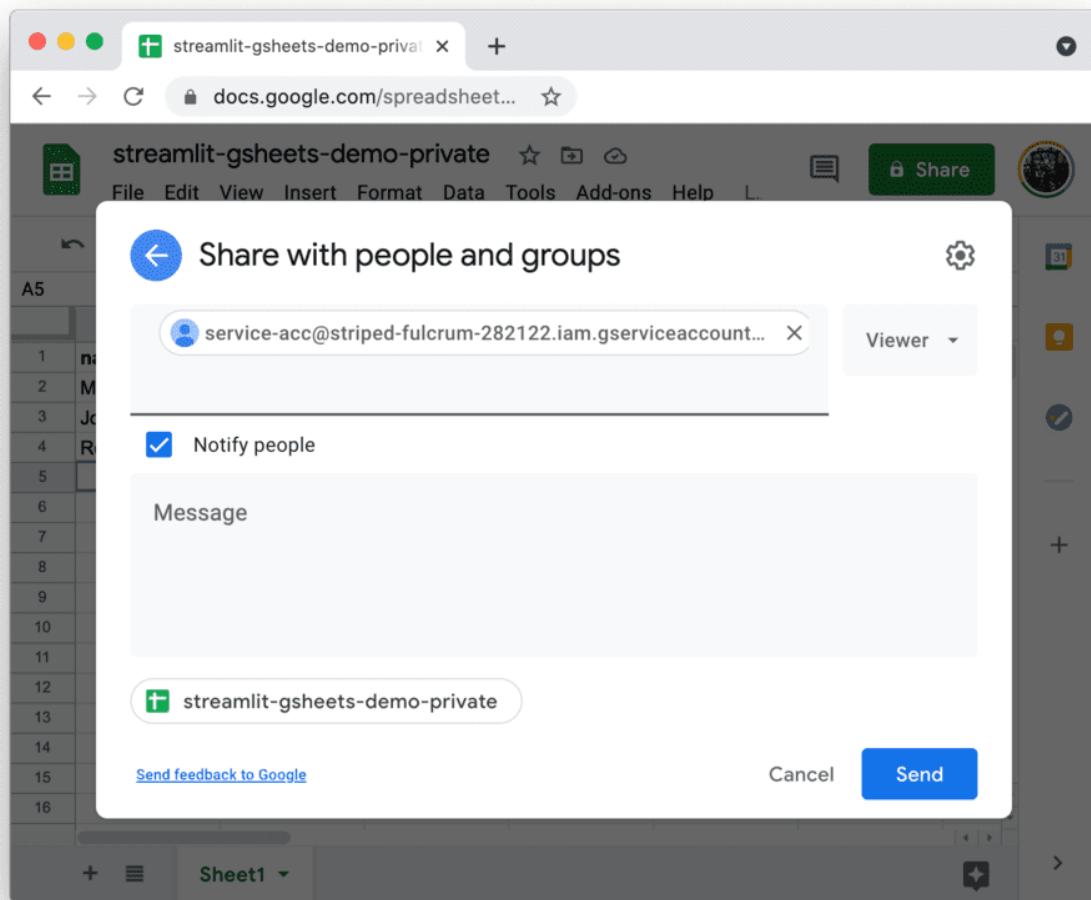 streamlit-gsheets-demo-privat
docs.google.com/spreadsheet...
streamlit-gsheets-demo-private
File Edit View Insert Format Data Tools Add-ons Help L..
Share
31
A5
Share with people and groups
service-acc@striped-fulcrum-282122.iam.gserviceaccount...
Viewer
1 na
2 M
3 Jo
4 Ro
5
6
7
8
9
10
11
12
13
14
15
16
Notify people
Message
streamlit-gsheets-demo-private
Send feedback to Google
Cancel
Send
Sheet1